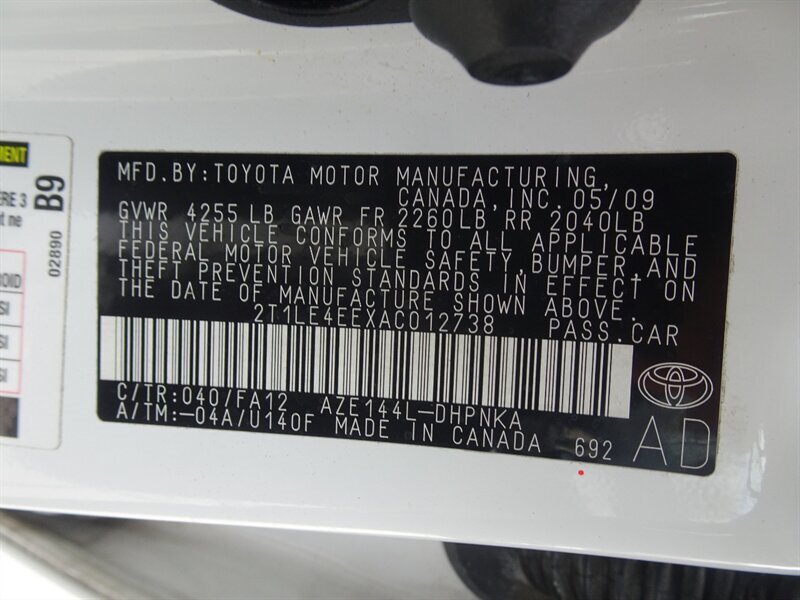 MFD. BY: TOYOTA MOTOR MANUFACTURING,
CANADA, INC. 05/09
GVWR 4255 LB GAWR FR 2260LB RR 2040LB
THIS VEHICLE CONFORMS TO ALL APPLICABLE
FEDERAL MOTOR VEHICLE SAFETY, BUMPER, AND
THEFT PREVENTION STANDARDS IN EFFECT ON
THE DATE OF MANUFACTURE SHOWN ABOVE.
2T1LE4EEXAC012738 PASS. CAR
C/TR: 040/FA12 AZE144L-DHPNKA
A/TM: -04A/U140F MADE IN CANADA 692
AD
B9
02890